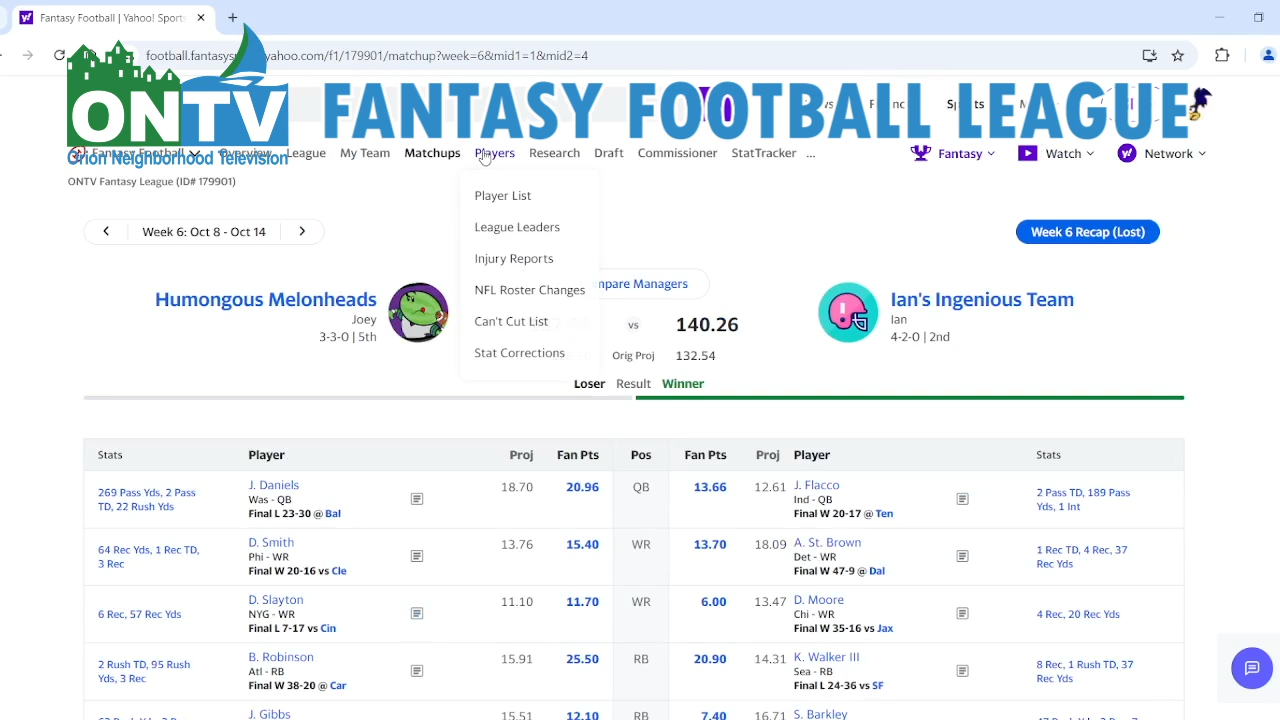 Fantasy Football | Yahoo! Sports
football.fantasysp yahoo.com/f1/179901/matchup?week=6&mid1=1&mid2=4
ONTV
Orion Neighborhood Television
FANTASY FOOTBALL LEAGUE
Sports
Fantasy Football
Overview
League
My Team
Matchups
Players
Research
Draft
Commissioner
StatTracker
...
Fantasy
Watch
Network
ONTV Fantasy League (ID# 179901)
Player List
League Leaders
Injury Reports
NFL Roster Changes
Can't Cut List
Stat Corrections
Week 6: Oct 8 - Oct 14
Week 6 Recap (Lost)
mpare Managers
Humongous Melonheads
Joey
3-3-0 | 5th
vs
140.26
Orig Proj
132.54
Ian's Ingenious Team
Ian
4-2-0 | 2nd
Loser Result Winner
Stats Player Proj Fan Pts Pos Fan Pts Proj Player Stats
269 Pass Yds, 2 Pass
TD, 22 Rush Yds
J. Daniels
Was - QB
Final L 23-30 @ Bal
18.70 20.96 QB 13.66 12.61
J. Flacco
Ind - QB
Final W 20-17 @ Ten
2 Pass TD, 189 Pass
Yds, 1 Int
64 Rec Yds, 1 Rec TD,
3 Rec
D. Smith
Phi - WR
Final W 20-16 vs Cle
13.76 15.40 WR 13.70 18.09
A. St. Brown
Det - WR
Final W 47-9 @ Dal
1 Rec TD, 4 Rec, 37
Rec Yds
6 Rec, 57 Rec Yds
D. Slayton
NYG - WR
Final L 7-17 vs Cin
11.10 11.70 WR 6.00 13.47
D. Moore
Chi - WR
Final W 35-16 vs Jax
4 Rec, 20 Rec Yds
2 Rush TD, 95 Rush
Yds, 3 Rec
B. Robinson
Atl - RB
Final W 38-20 @ Car
15.91 25.50 RB 20.90 14.31
K. Walker III
Sea - RB
Final L 24-36 vs SF
8 Rec, 1 Rush TD, 37
Rec Yds
J. Gibbs
15.51 12.10 RB 7.40 16.71
S. Barkley